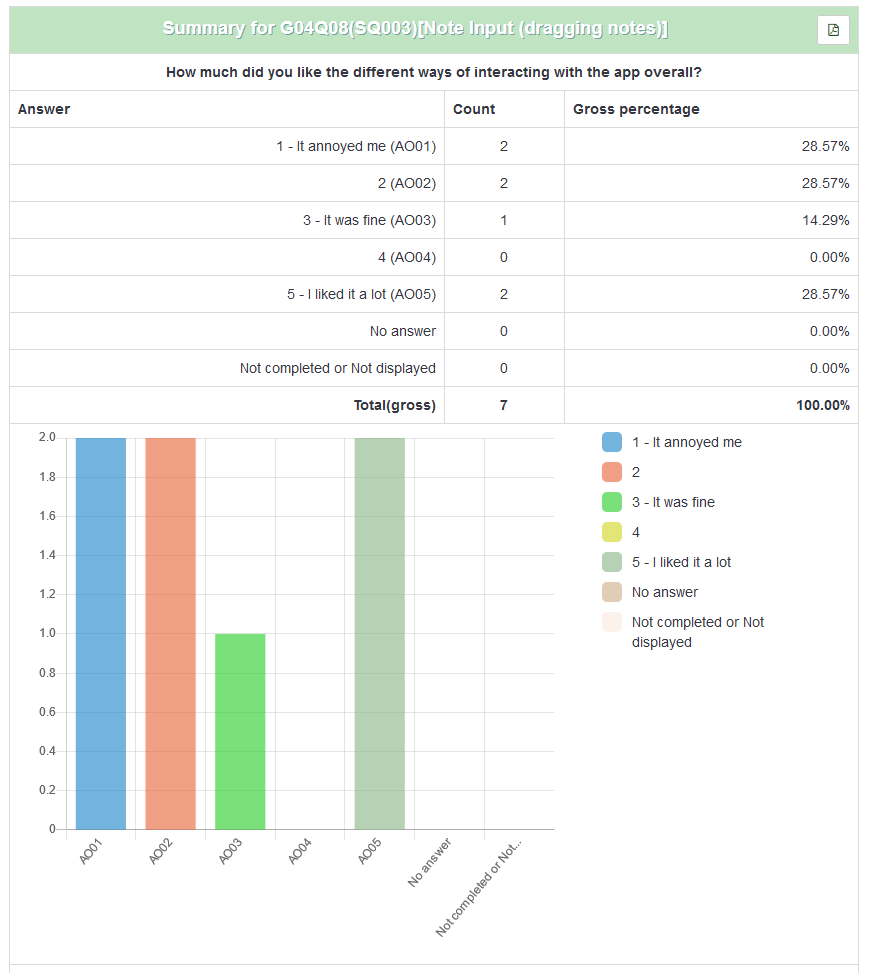 Summary for G04Q08(SQ003)[Note Input (dragging notes)]
How much did you like the different ways of interacting with the app overall?
Answer Count Gross percentage
1 - It annoyed me (AO01) 2 28.57%
2 (AO02) 2 28.57%
3 - It was fine (AO03) 1 14.29%
4 (AO04) 0 0.00%
5 - I liked it a lot (AO05) 2 28.57%
No answer 0 0.00%
Not completed or Not displayed 0 0.00%
Total(gross) 7 100.00%
2.0
1.8
1.6
1.4
1.2
1.0
0.8
0.6
0.4
0.2
0
AO01
AO02
AO03
AO04
AO05
No answer
Not completed or Not...
1 - It annoyed me
2
3 - It was fine
4
5 - I liked it a lot
No answer
Not completed or Not
displayed